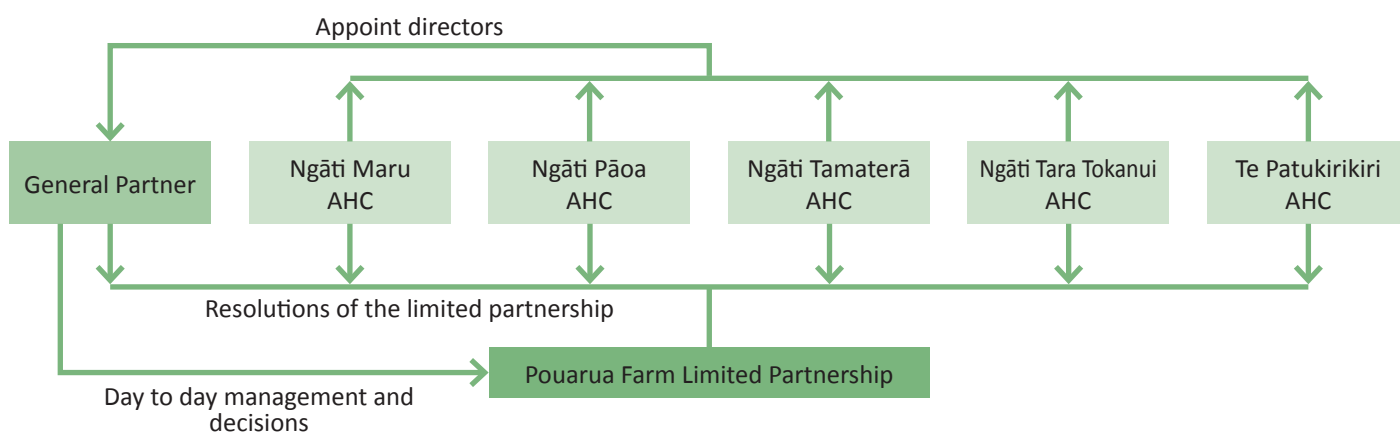 Appoint directors
General Partner
Ngāti Maru
AHC
Ngāti Pāoa
AHC
Ngāti Tamaterā
AHC
Ngāti Tara Tokanui
AHC
Te Patukirikiri
AHC
Resolutions of the limited partnership
Pouarua Farm Limited Partnership
Day to day management and
decisions